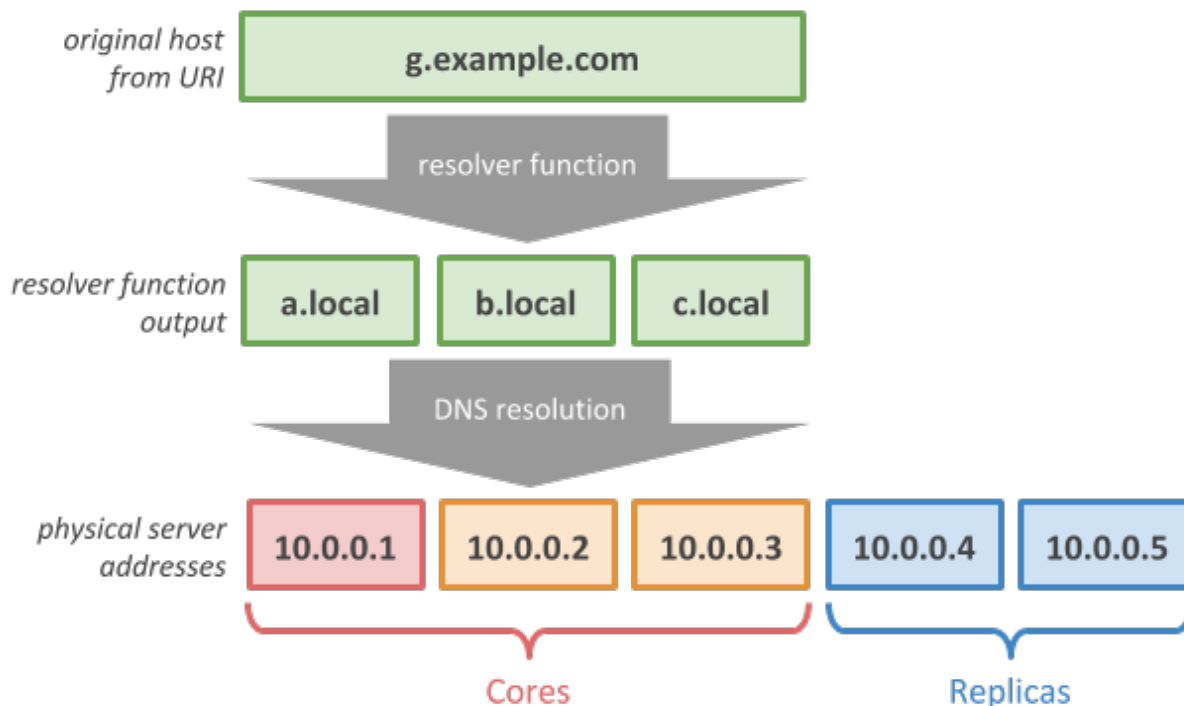 original host
from URI
g.example.com
resolver function
resolver function
output
a.local
b.local
c.local
DNS resolution
physical server
addresses
10.0.0.1
10.0.0.2
10.0.0.3
10.0.0.4
10.0.0.5
Cores
Replicas